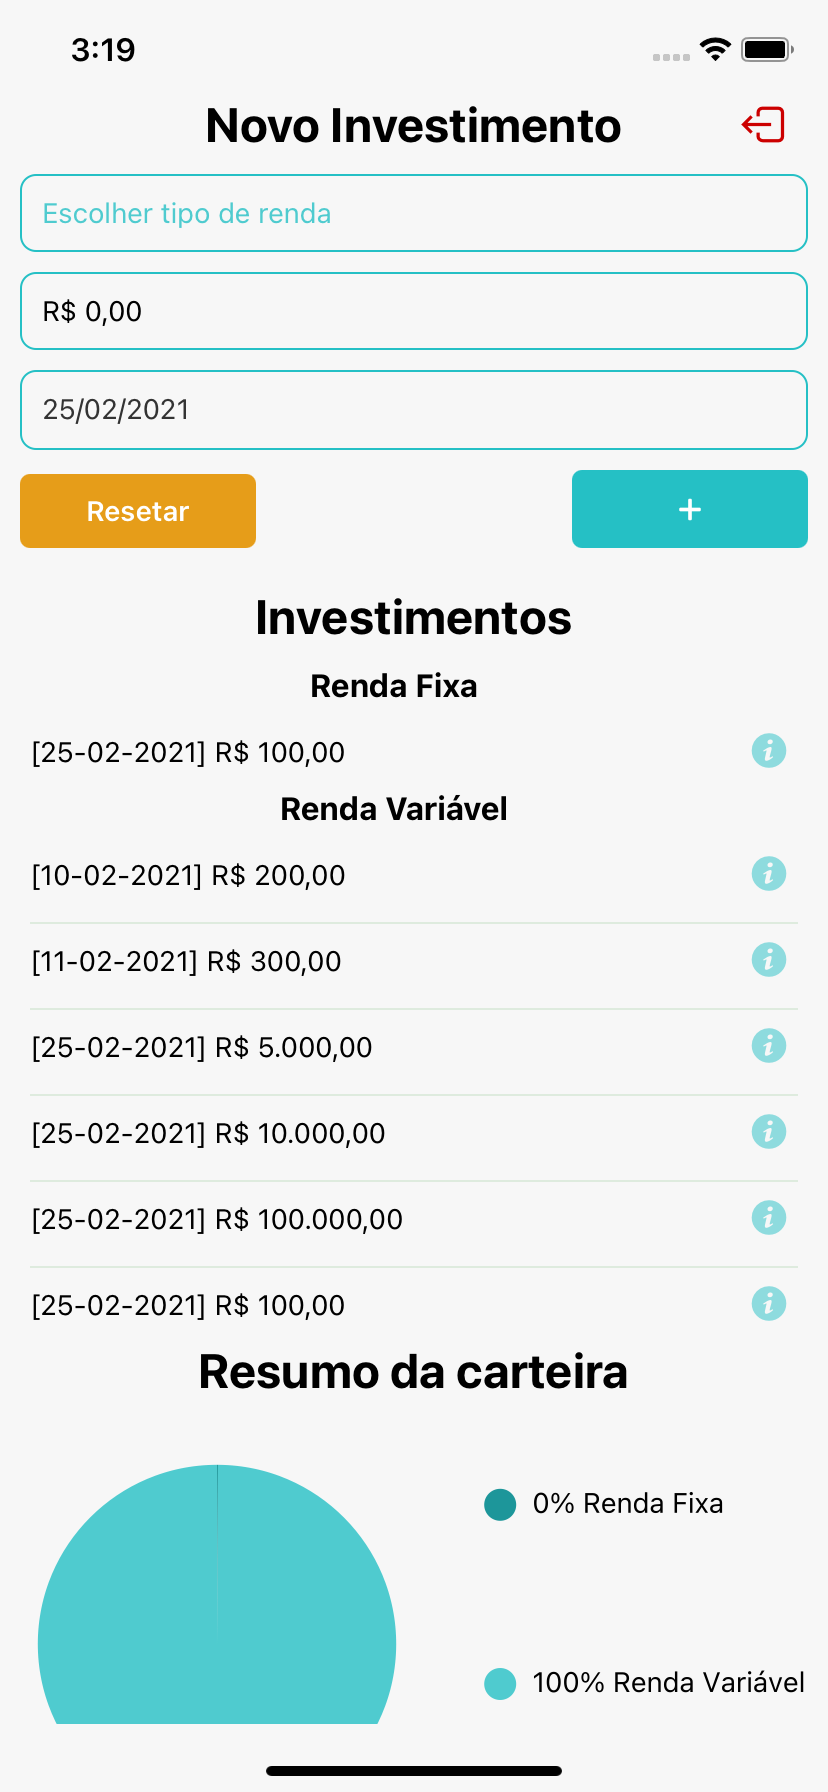 3:19
Novo Investimento
Escolher tipo de renda
R$ 0,00
25/02/2021
Resetar
+
Investimentos
Renda Fixa
[25-02-2021] R$ 100,00
Renda Variável
[10-02-2021] R$ 200,00
[11-02-2021] R$ 300,00
[25-02-2021] R$ 5.000,00
[25-02-2021] R$ 10.000,00
[25-02-2021] R$ 100.000,00
[25-02-2021] R$ 100,00
Resumo da carteira
0% Renda Fixa
100% Renda Variável